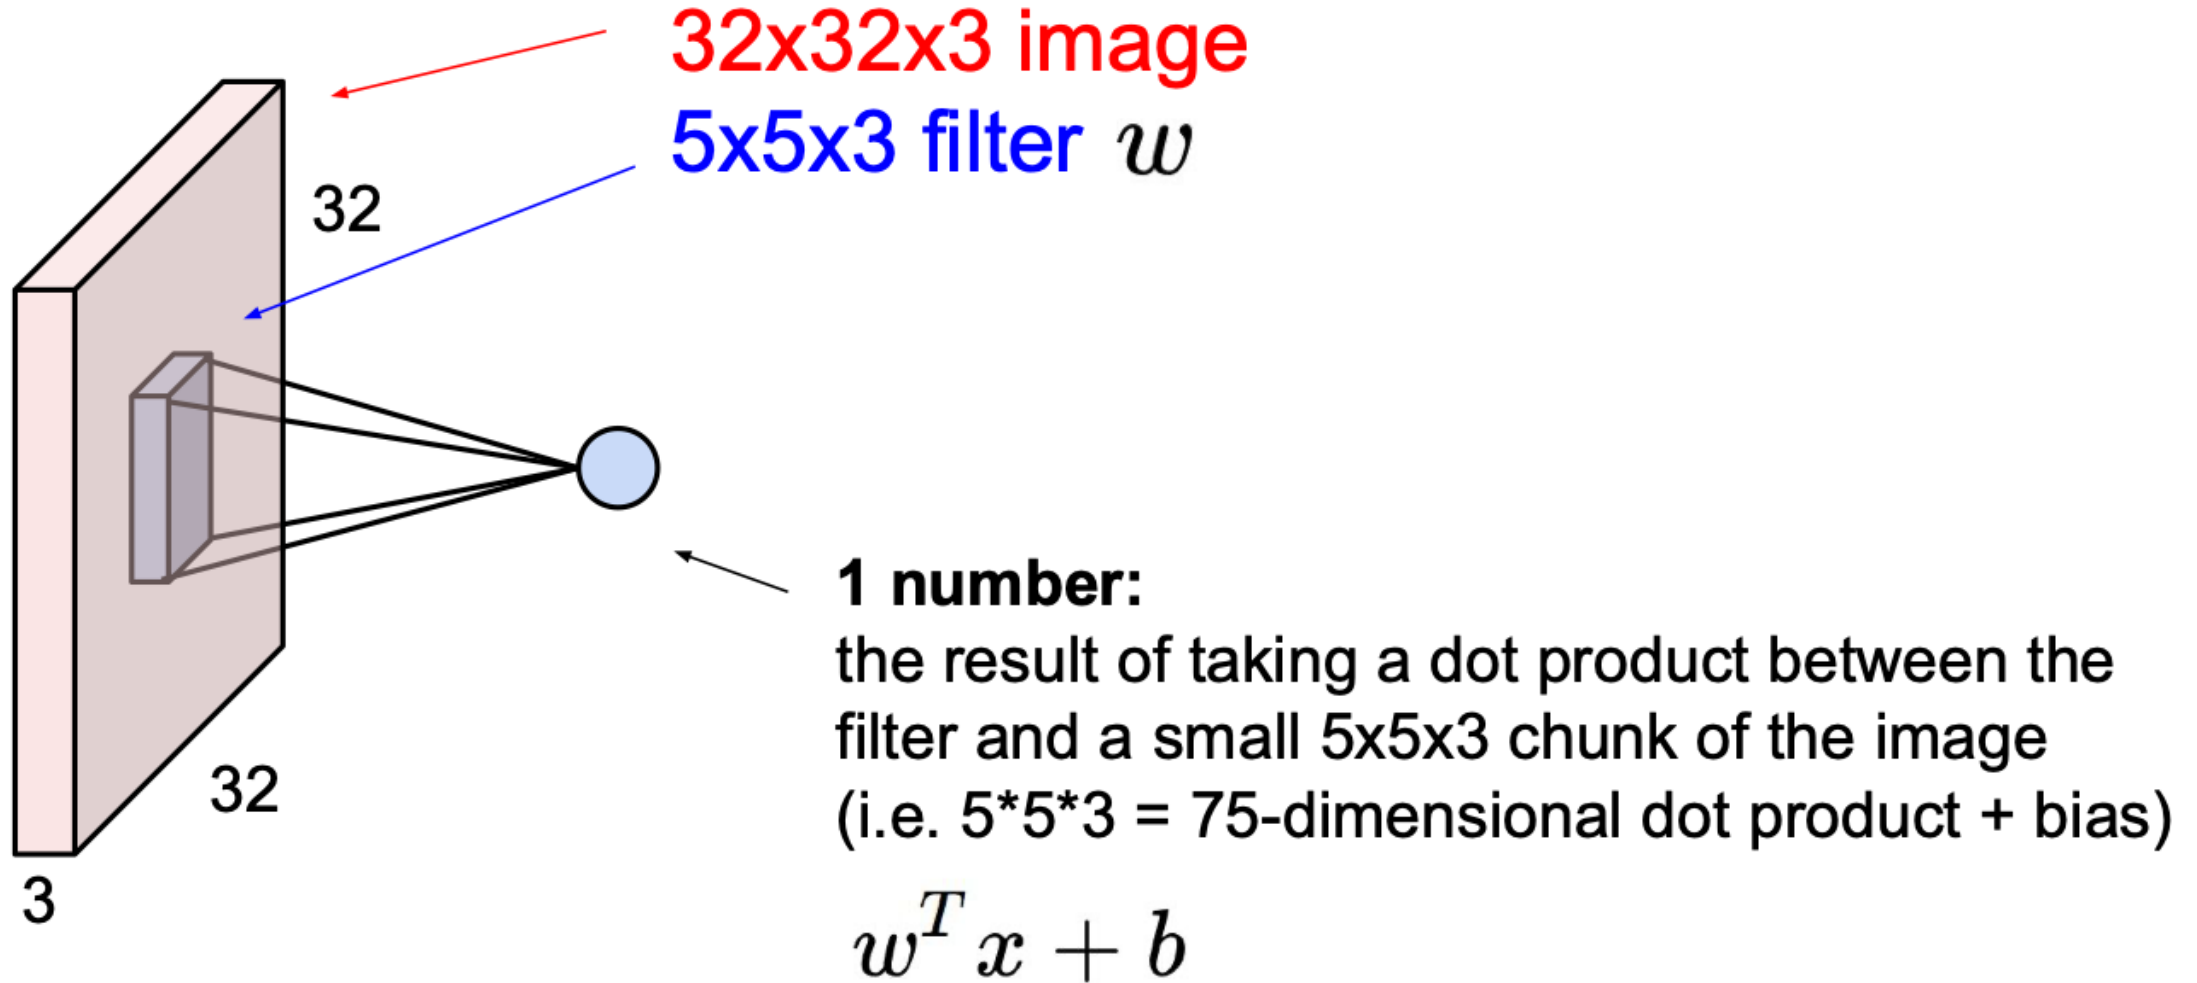 32x32x3 image
5x5x3 filter w
32
1 number:
the result of taking a dot product between the
filter and a small 5x5x3 chunk of the image
(i.e. 5*5*3 = 75-dimensional dot product + bias)
32
3
w^T x + b